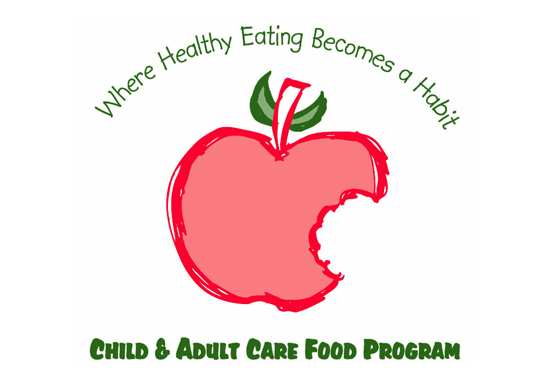 Where Healthy Eating Becomes a Habit
Child & Adult Care Food Program